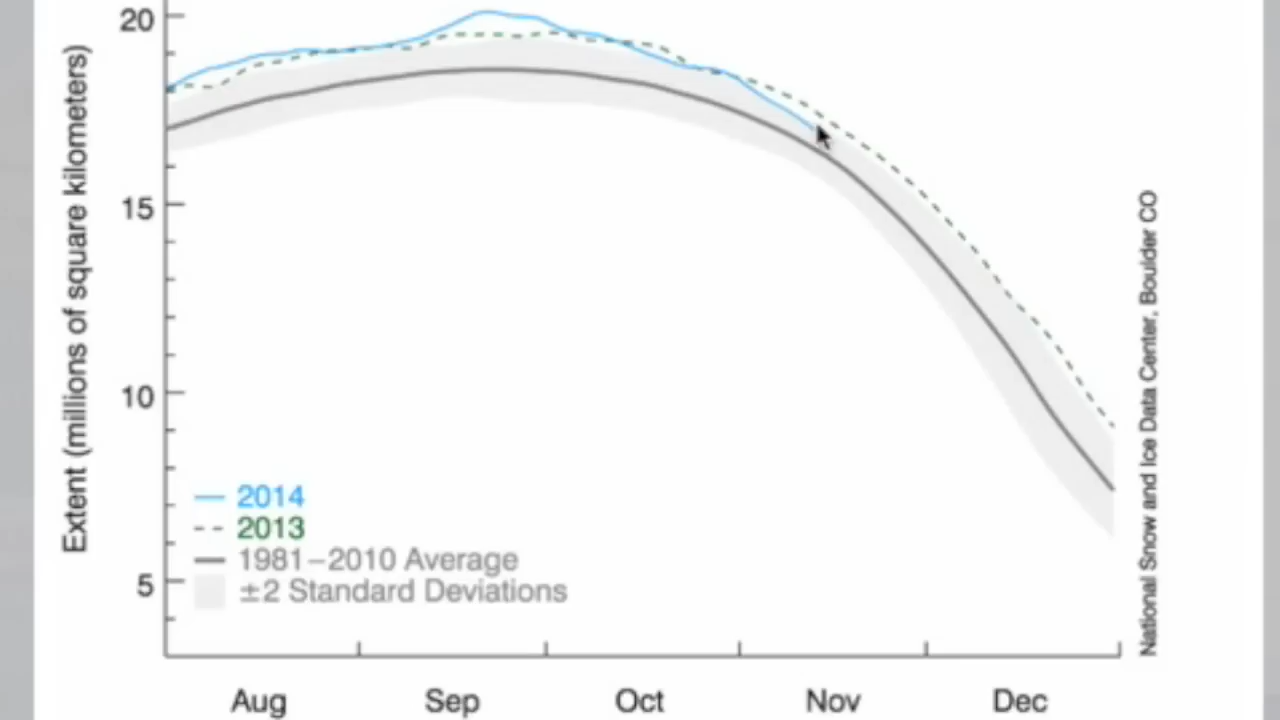 20
15
10
5
Extent (millions of square kilometers)
2014
2013
1981–2010 Average
±2 Standard Deviations
Aug Sep Oct Nov Dec
National Snow and Ice Data Center, Boulder CO